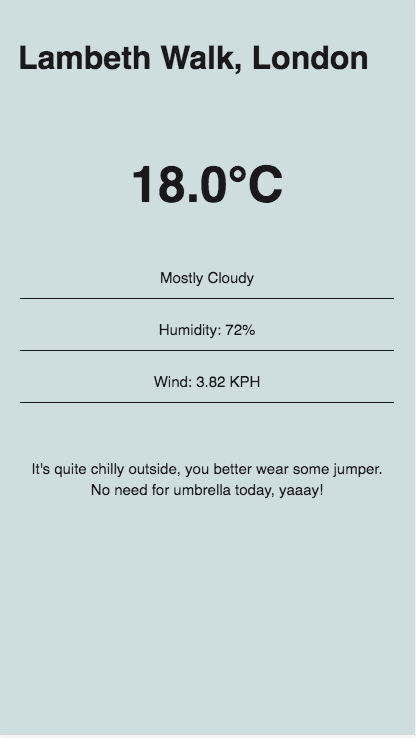 Lambeth Walk, London
18.0°C
Mostly Cloudy
Humidity: 72%
Wind: 3.82 KPH
It's quite chilly outside, you better wear some jumper.
No need for umbrella today, yaaay!